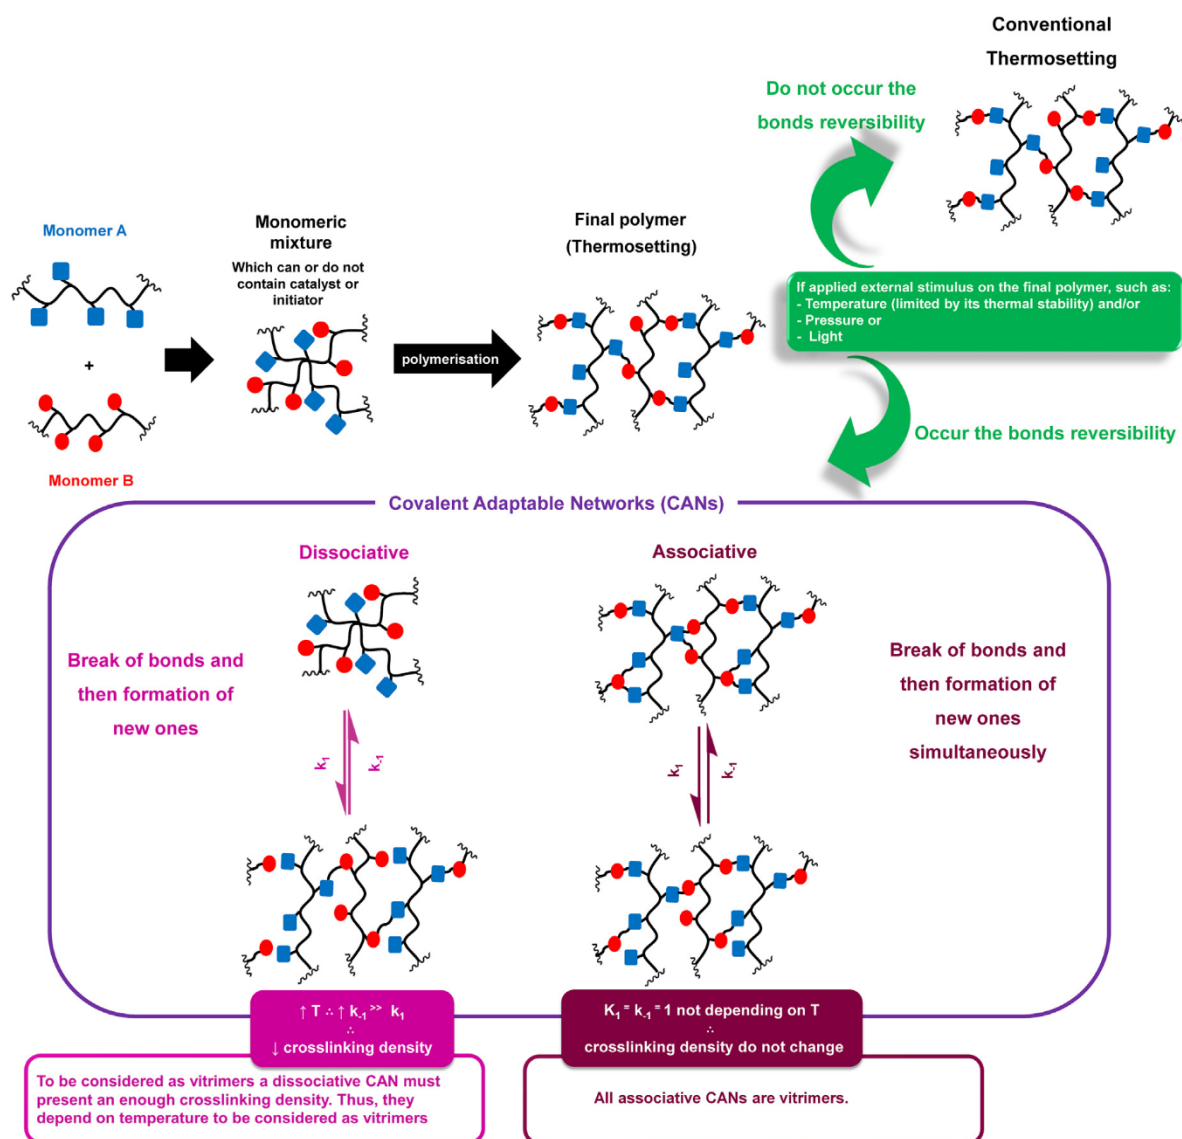 Conventional
Thermosetting
Do not occur the
bonds reversibility
Monomer A
+
Monomer B
Monomeric
mixture
Which can or do not
contain catalyst or
initiator
polymerisation
Final polymer
(Thermosetting)
If applied external stimulus on the final polymer, such as:
- Temperature (limited by its thermal stability) and/or
- Pressure or
- Light
Occur the bonds reversibility
Covalent Adaptable Networks (CANs)
Dissociative
Break of bonds and
then formation of
new ones
k₁
k₋₁
Associative
Break of bonds and
then formation of
new ones
simultaneously
k₁
k₋₁
↑ T ∴ ↑ k₋₁ >> k₁
∴
↓ crosslinking density
To be considered as vitrimers a dissociative CAN must
present an enough crosslinking density. Thus, they
depend on temperature to be considered as vitrimers
K₁ = k₋₁ = 1 not depending on T
∴
crosslinking density do not change
All associative CANs are vitrimers.